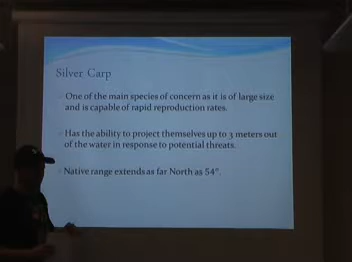 Silver Carp
One of the main species of concern as it is of large size
and is capable of rapid reproduction rates.
Has the ability to project themselves up to 3 meters out
of the water in response to potential threats.
Native range extends as far North as 54°.